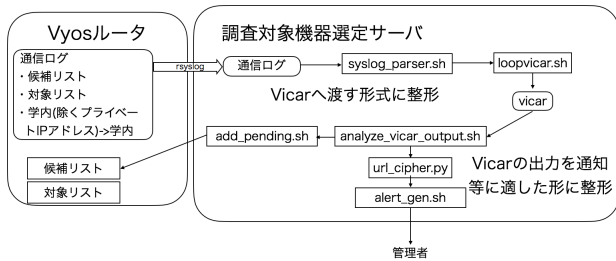 Vyosルータ
通信ログ
・候補リスト
・対象リスト
・学内(除くプライベー
トIPアドレス)->学内
候補リスト
対象リスト
rsyslog
調査対象機器選定サーバ
通信ログ
syslog_parser.sh
loopvicar.sh
Vicarへ渡す形式に整形
vicar
add_pending.sh
analyze_vicar_output.sh
url_cipher.py
alert_gen.sh
Vicarの出力を通知
等に適した形に整形
管理者